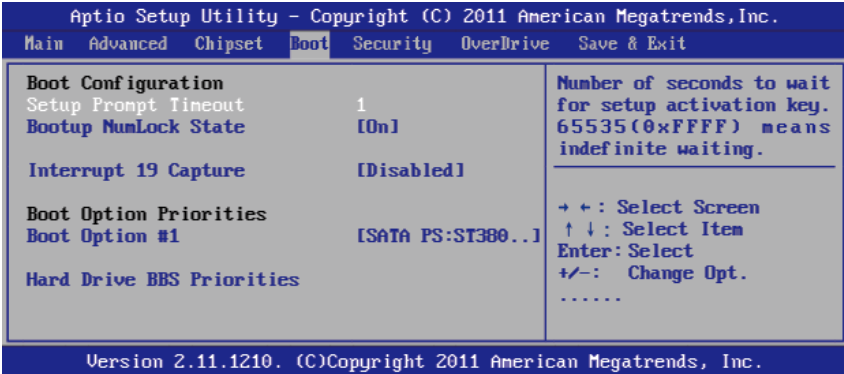 Aptio Setup Utility – Copyright (C) 2011 American Megatrends,Inc.
Main Advanced Chipset Boot Security OverDrive Save & Exit
Boot Configuration
Setup Prompt Timeout 1
Bootup NumLock State [On]
Interrupt 19 Capture [Disabled]
Boot Option Priorities
Boot Option #1 [SATA PS:ST380..]
Hard Drive BBS Priorities
Number of seconds to wait
for setup activation key.
65535(0xFFFF) means
indefinite waiting.
→ ←: Select Screen
↑ ↓: Select Item
Enter: Select
+/-: Change Opt.
......
Version 2.11.1210. (C)Copyright 2011 American Megatrends, Inc.